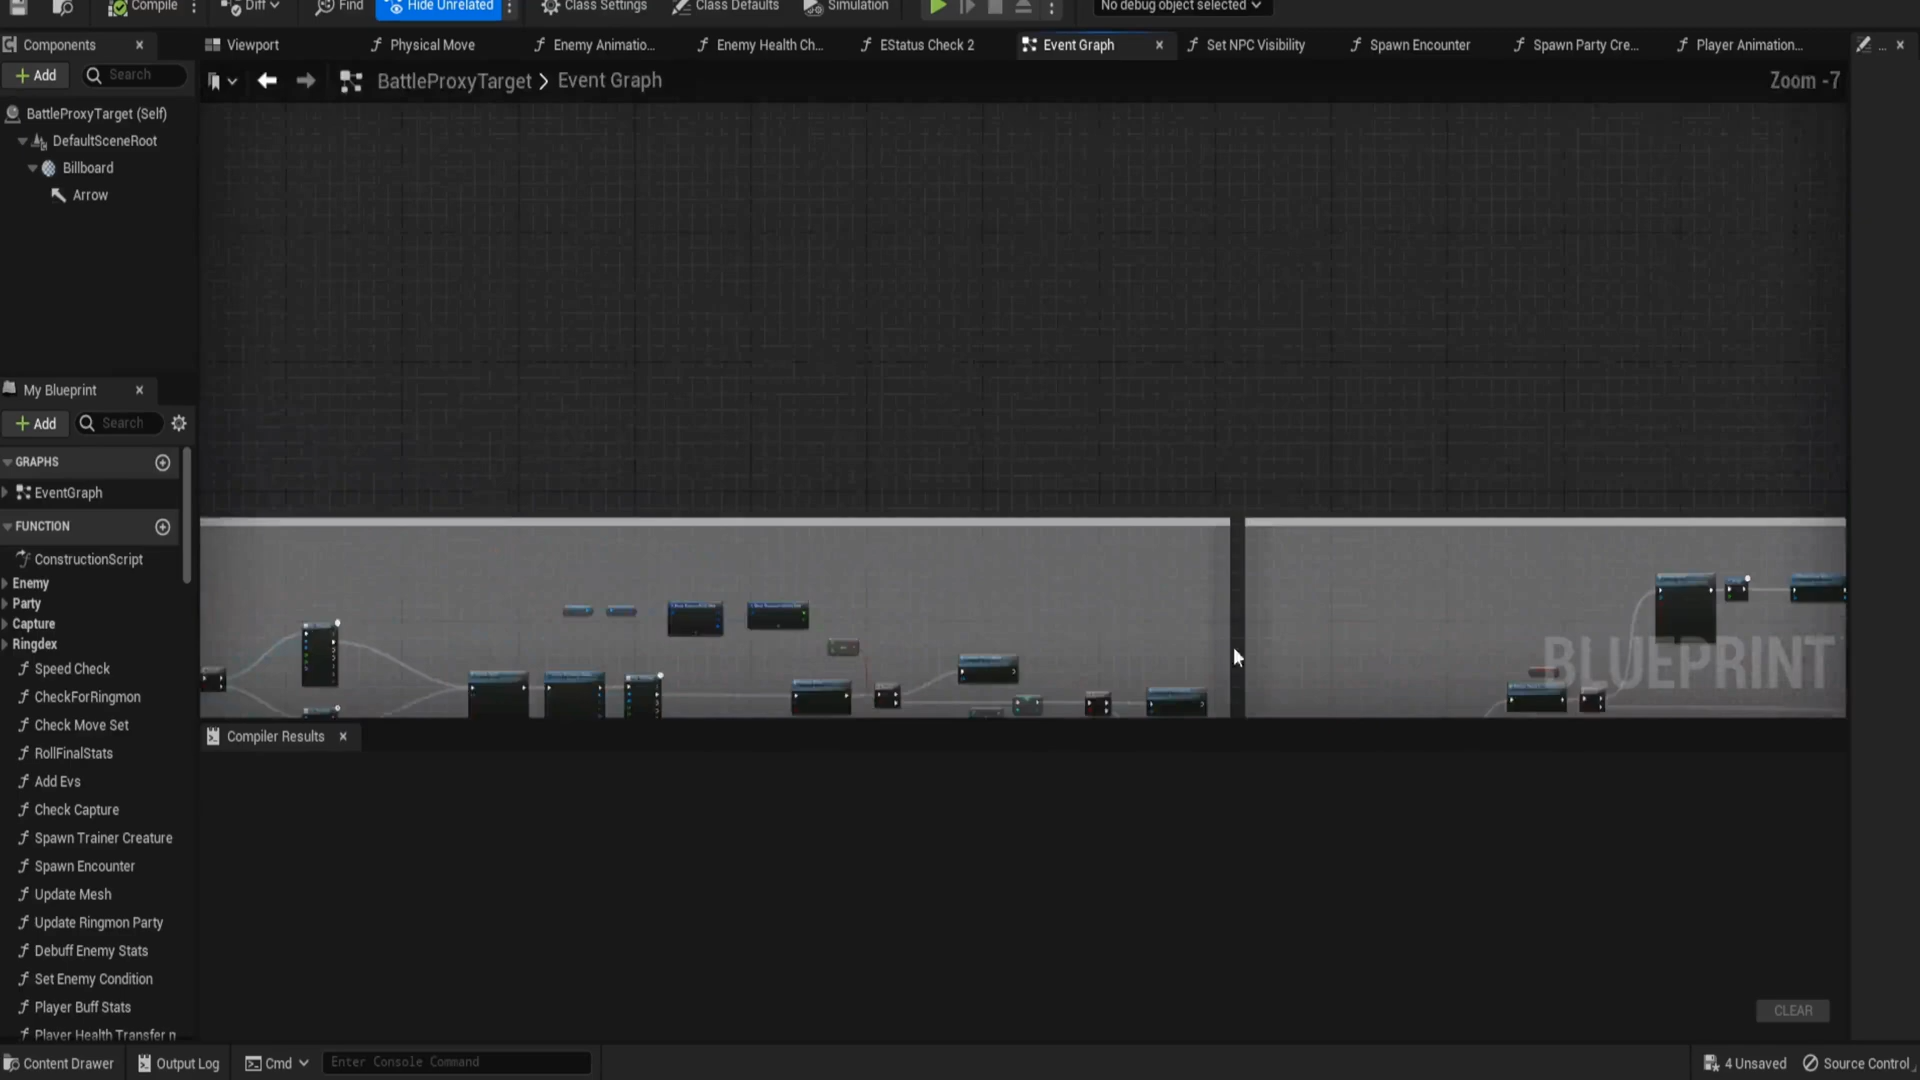 Compile
Diff
Find
Hide Unrelated
Class Settings
Class Defaults
Simulation
No debug object selected
Components
Viewport
Physical Move
Enemy Animatio...
Enemy Health Ch...
EStatus Check 2
Event Graph
Set NPC Visibility
Spawn Encounter
Spawn Party Cre...
Player Animation...
...
Add
Search
BattleProxyTarget > Event Graph
Zoom -7
BattleProxyTarget (Self)
DefaultSceneRoot
Billboard
Arrow
My Blueprint
Add
Search
GRAPHS
EventGraph
FUNCTION
ConstructionScript
Enemy
Party
Capture
Ringdex
Speed Check
CheckForRingmon
Check Move Set
RollFinalStats
Add Evs
Check Capture
Spawn Trainer Creature
Spawn Encounter
Update Mesh
Update Ringmon Party
Debuff Enemy Stats
Set Enemy Condition
Player Buff Stats
Player Health Transfer n
BLUEPRINT
Compiler Results
CLEAR
Content Drawer
Output Log
Cmd
Enter Console Command
4 Unsaved
Source Control